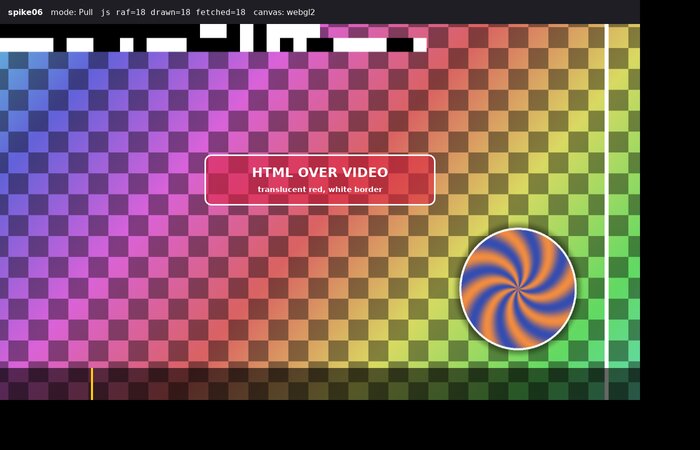 spike06 mode: Pull js raf=18 drawn=18 fetched=18 canvas: webgl2
HTML OVER VIDEO
translucent red, white border